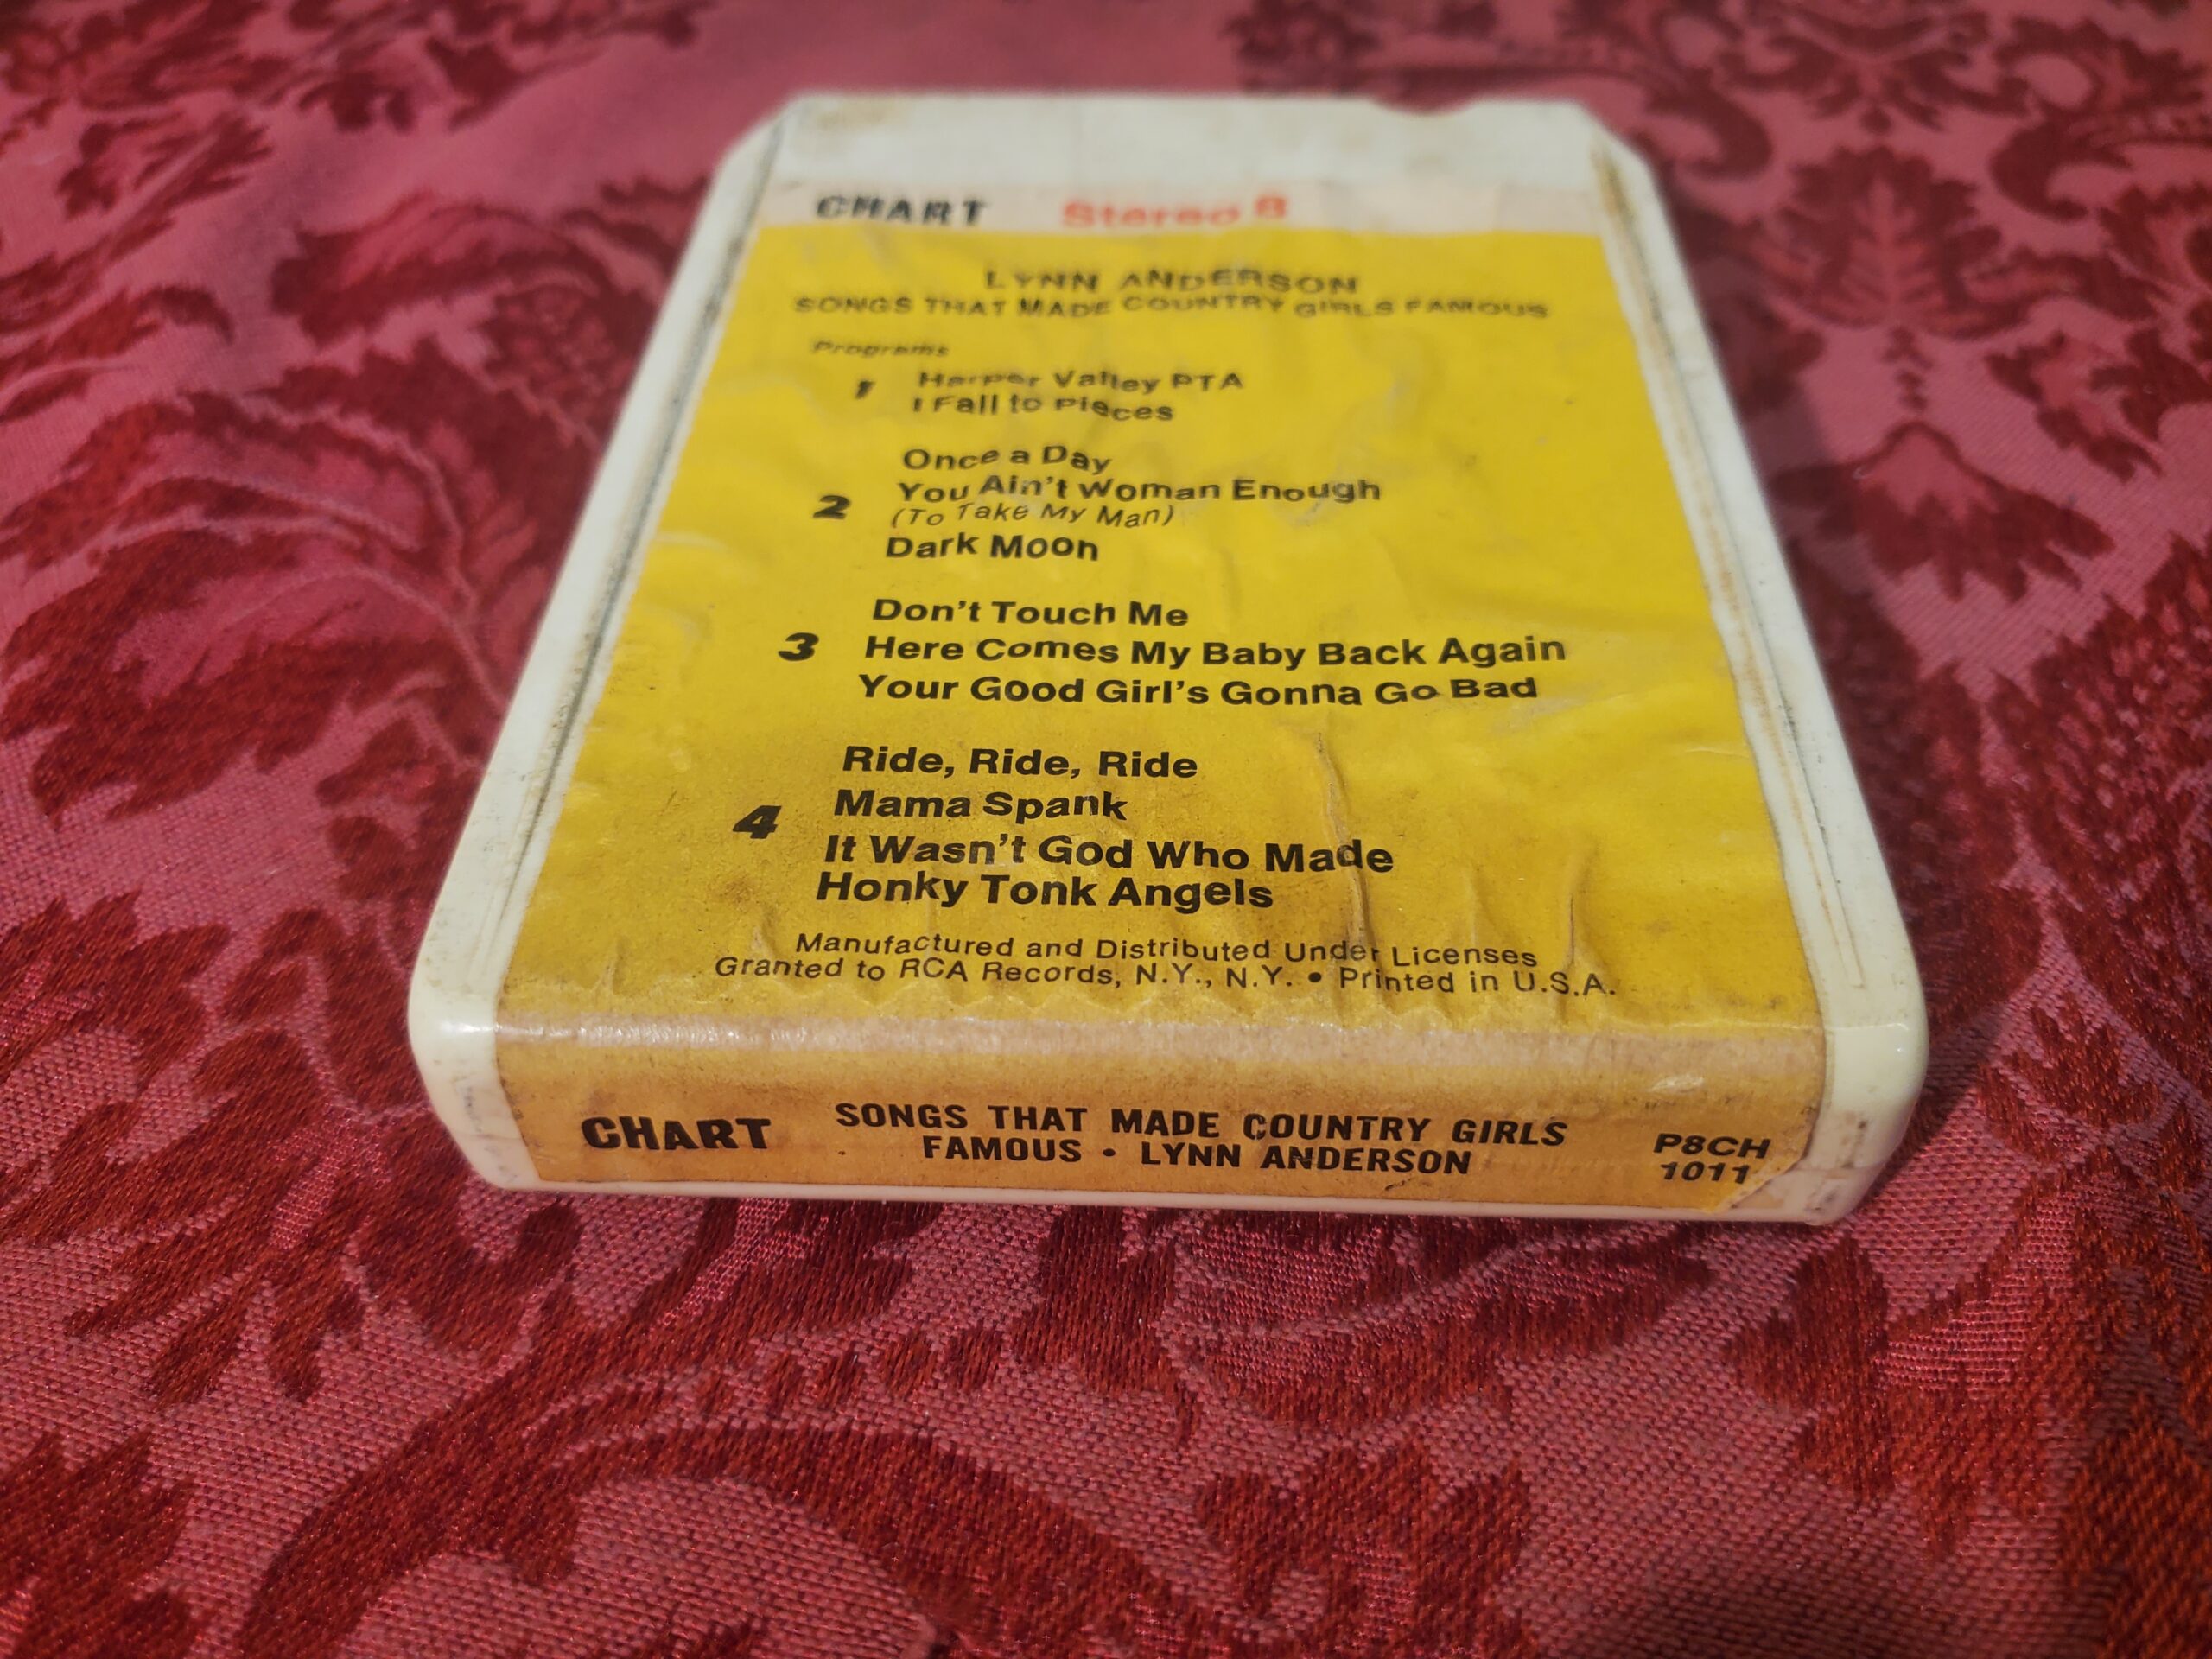 CHART Stereo 8
LYNN ANDERSON
SONGS THAT MADE COUNTRY GIRLS FAMOUS
Programs
1 Harper Valley PTA
I Fall to Pieces
Once a Day
2 You Ain't Woman Enough
(To Take My Man)
Dark Moon
Don't Touch Me
3 Here Comes My Baby Back Again
Your Good Girl's Gonna Go Bad
Ride, Ride, Ride
4 Mama Spank
It Wasn't God Who Made
Honky Tonk Angels
Manufactured and Distributed Under Licenses
Granted to RCA Records, N.Y., N.Y. • Printed in U.S.A.
CHART SONGS THAT MADE COUNTRY GIRLS P8CH
FAMOUS • LYNN ANDERSON 1011